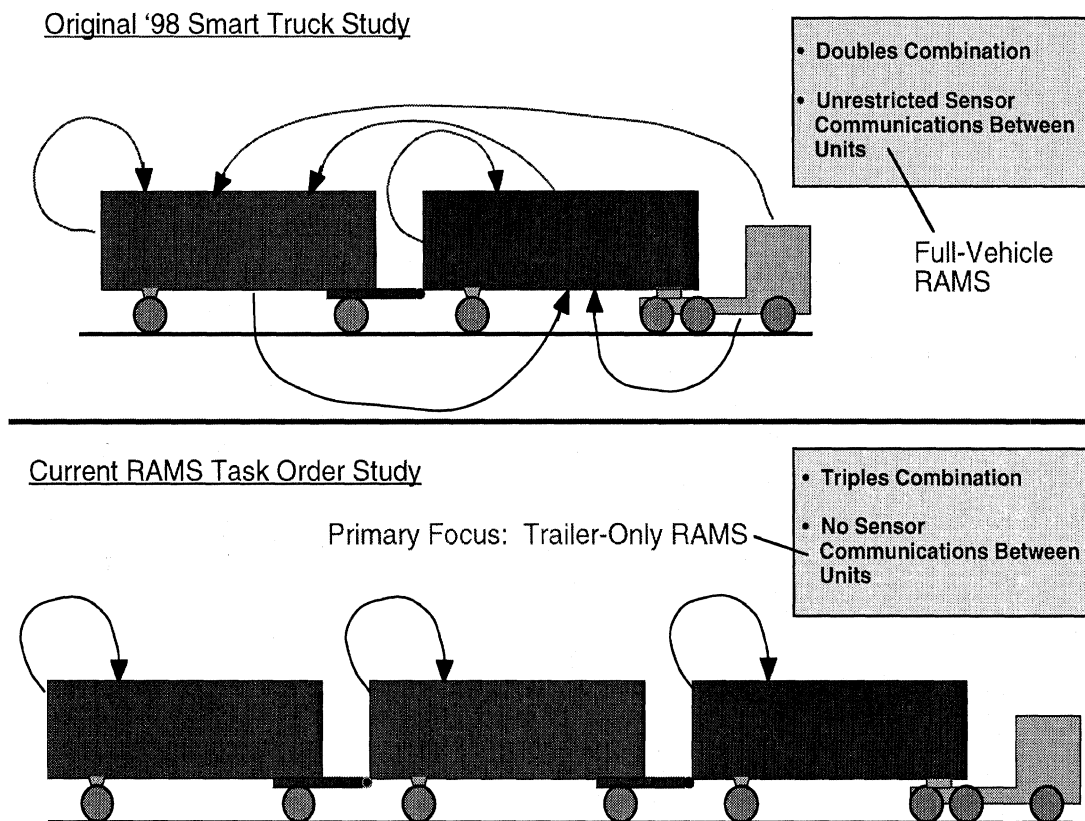 Original ‘98 Smart Truck Study
• Doubles Combination
• Unrestricted Sensor
Communications Between
Units
Full-Vehicle
RAMS
Current RAMS Task Order Study
• Triples Combination
• No Sensor
Communications Between
Units
Primary Focus: Trailer-Only RAMS